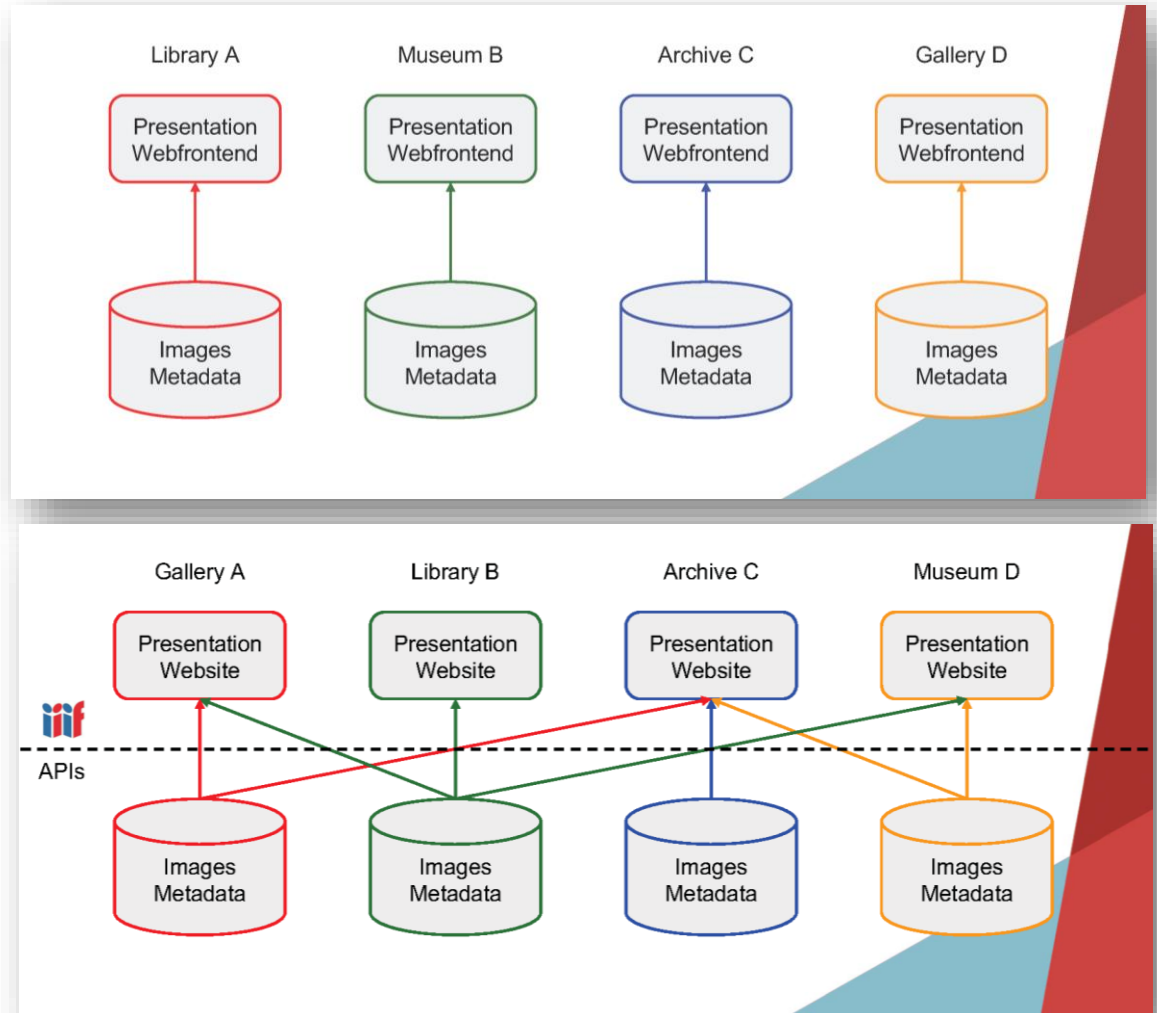 Library A
Museum B
Archive C
Gallery D
Presentation
Webfrontend
Presentation
Webfrontend
Presentation
Webfrontend
Presentation
Webfrontend
Images
Metadata
Images
Metadata
Images
Metadata
Images
Metadata
Gallery A
Library B
Archive C
Museum D
Presentation
Website
Presentation
Website
Presentation
Website
Presentation
Website
iiif
APIs
Images
Metadata
Images
Metadata
Images
Metadata
Images
Metadata